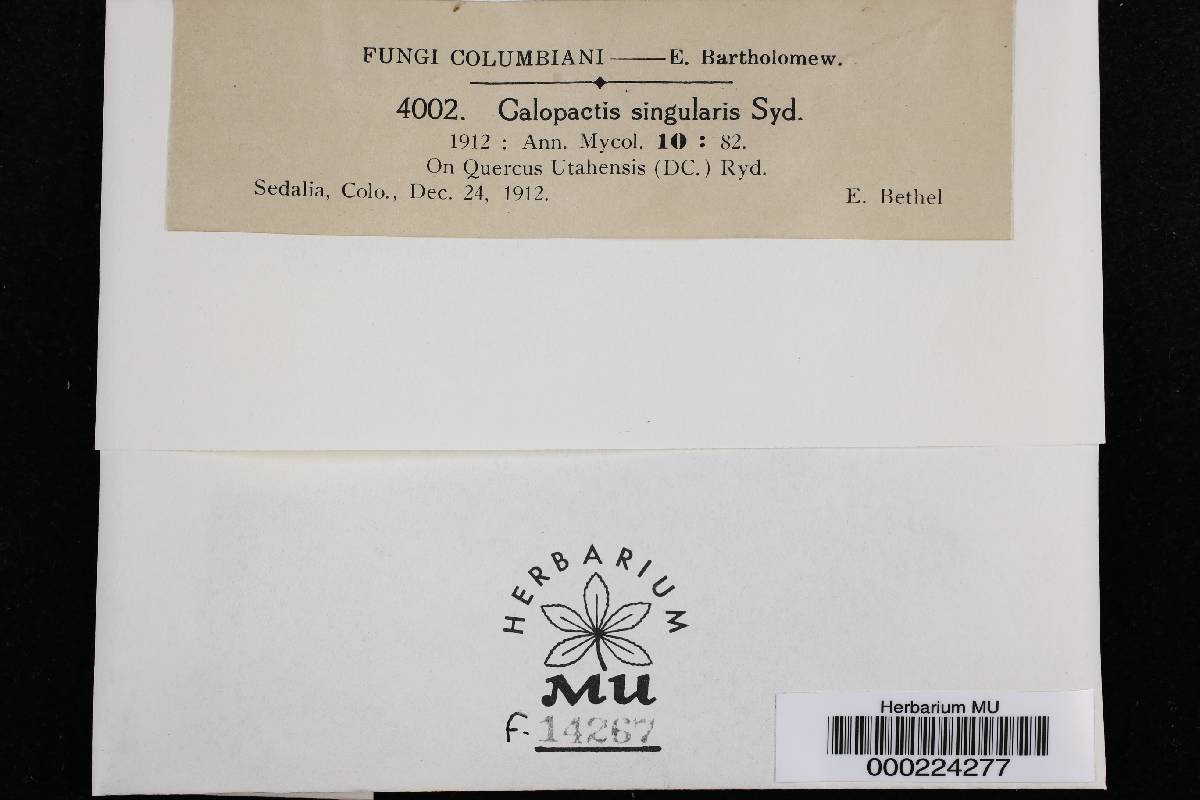 FUNGI COLUMBIANI——E. Bartholomew.
4002. Calopactis singularis Syd.
1912 : Ann. Mycol. 10 : 82.
On Quercus Utahensis (DC.) Ryd.
Sedalia, Colo., Dec. 24, 1912. E. Bethel
HERBARIUM
MU
F-14267
Herbarium MU
000224277